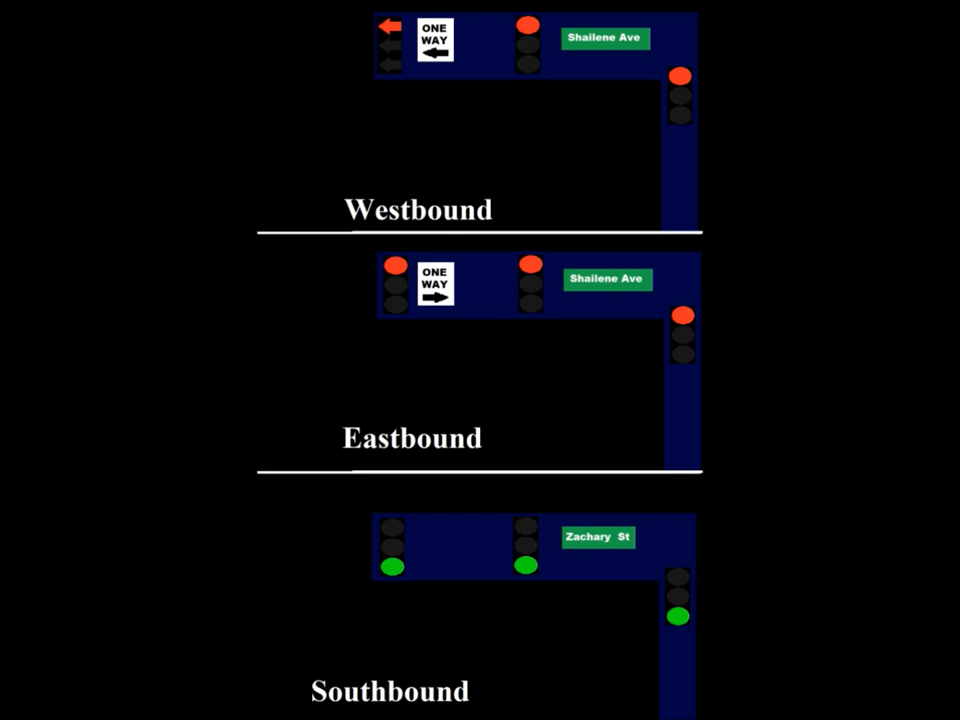 ONE
WAY
Shailene Ave
Westbound
ONE
WAY
Shailene Ave
Eastbound
Zachary St
Southbound